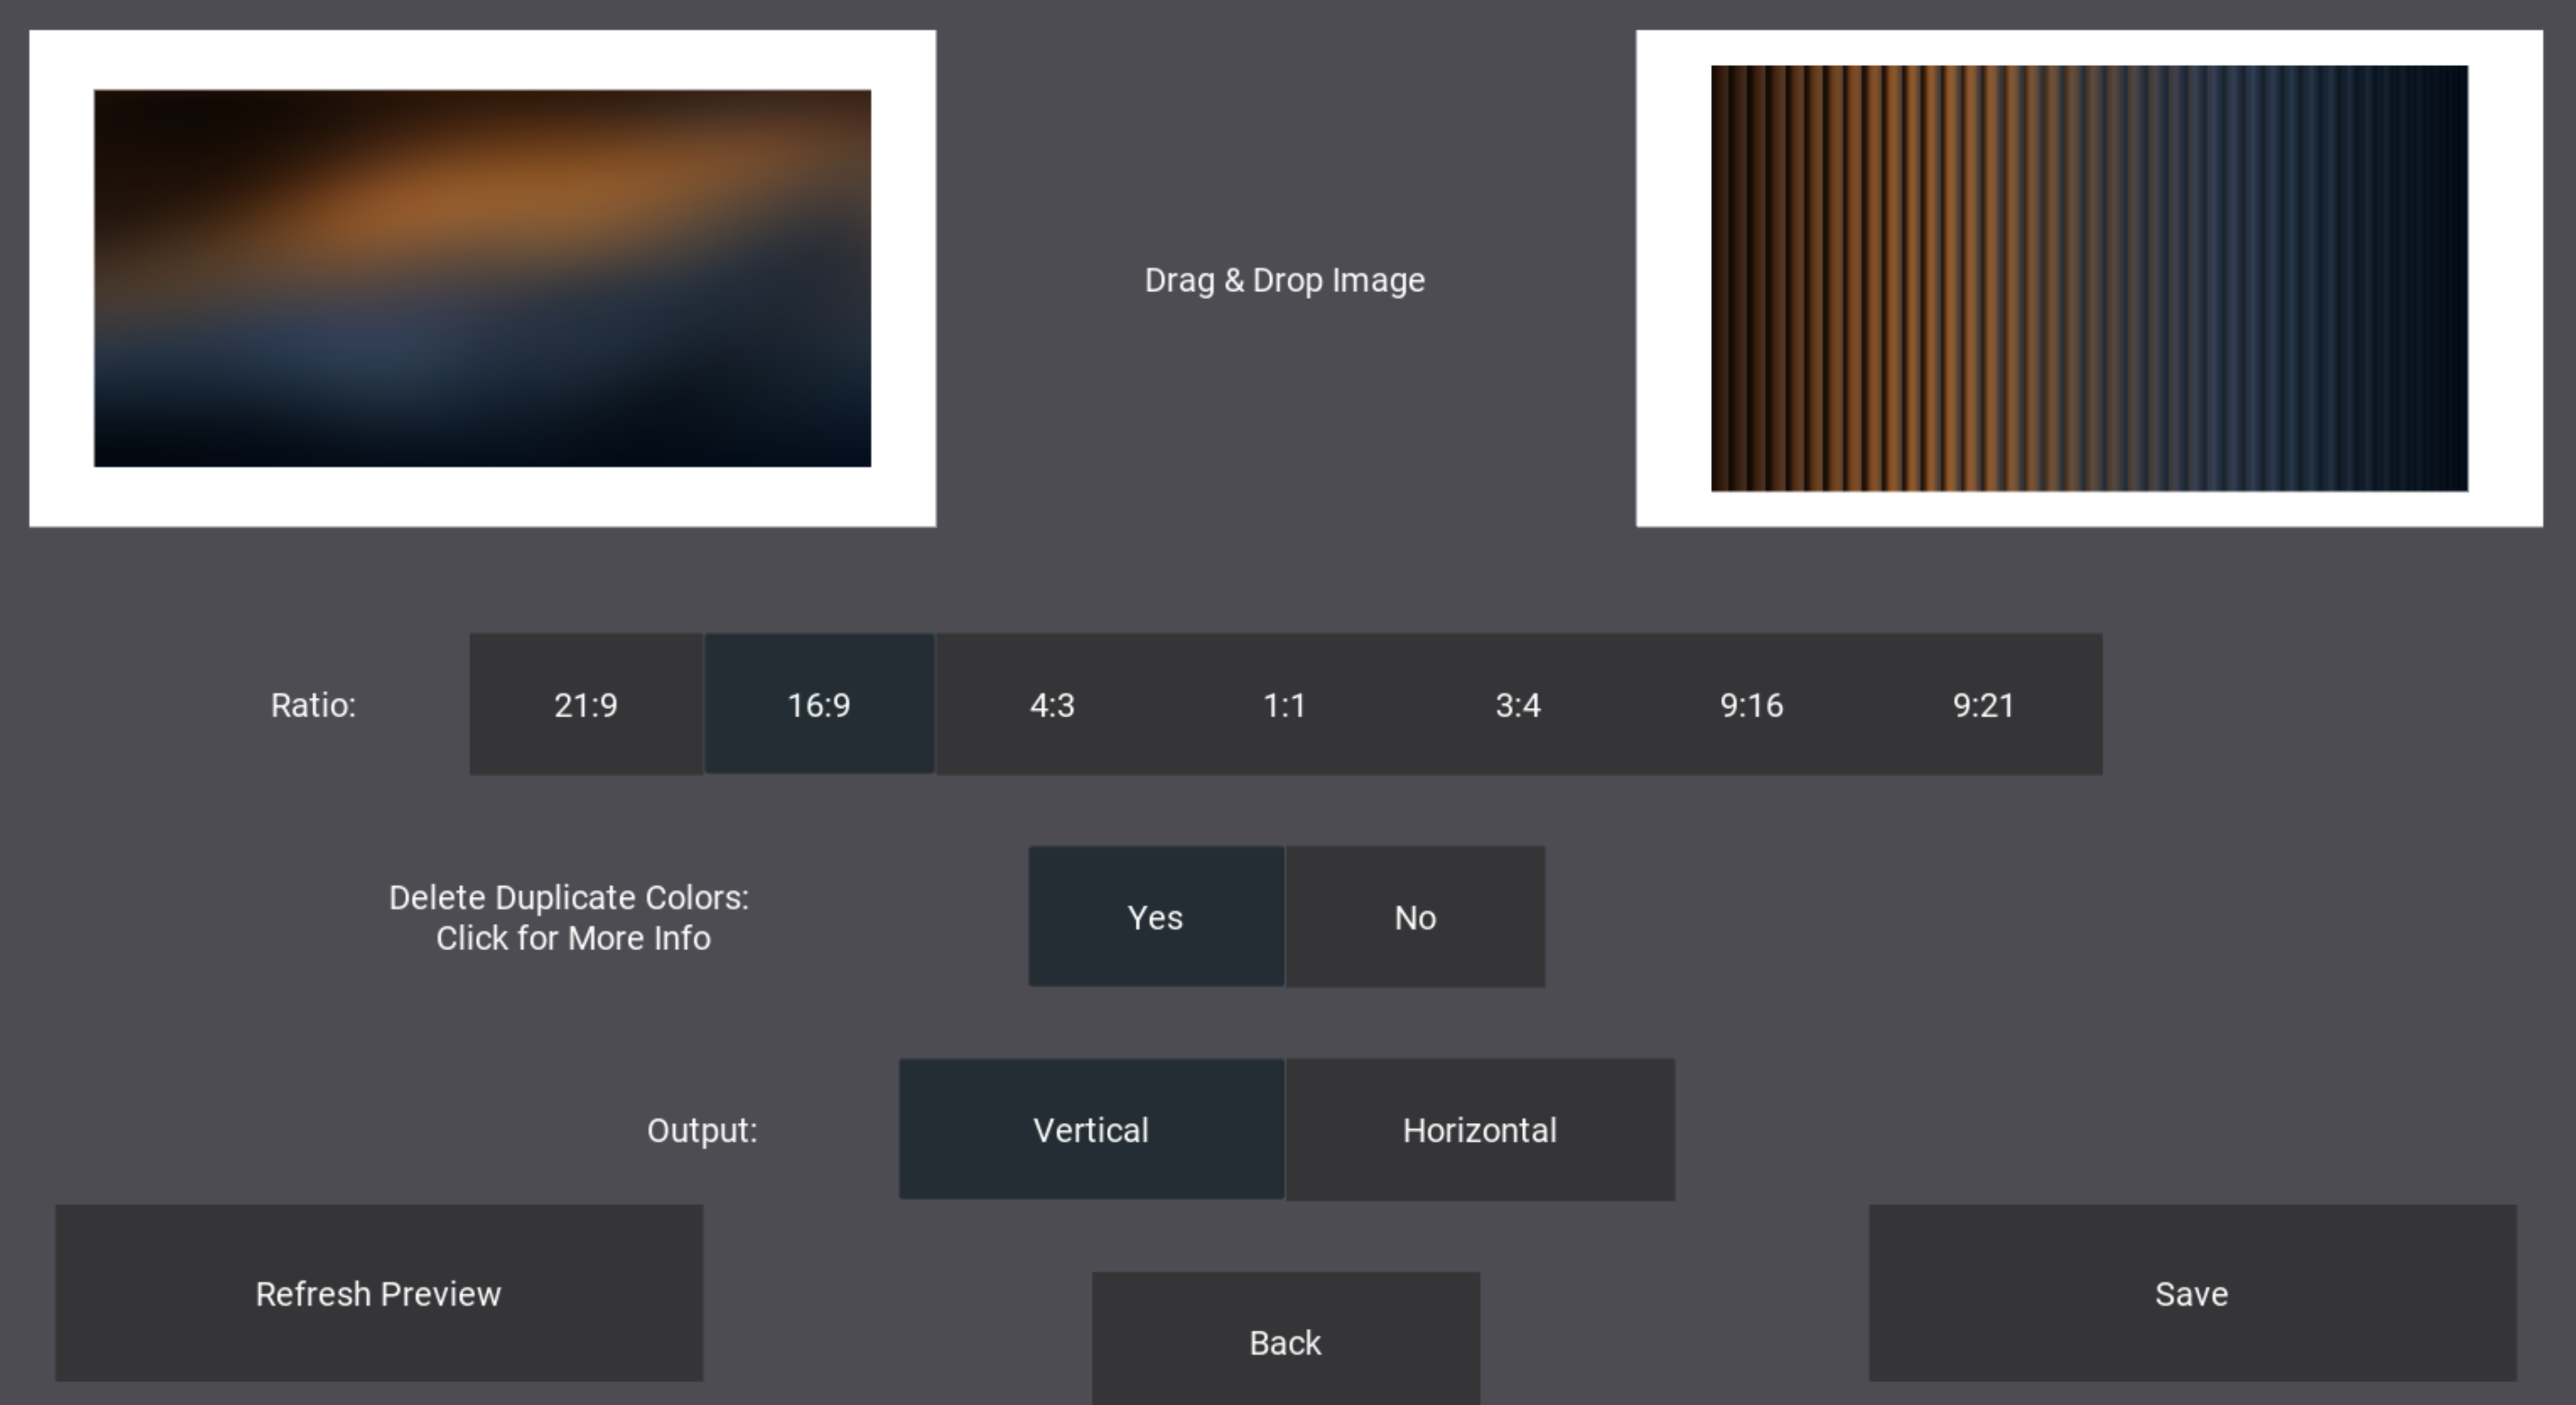 Drag & Drop Image
Ratio:
21:9
16:9
4:3
1:1
3:4
9:16
9:21
Delete Duplicate Colors:
Click for More Info
Yes
No
Output:
Vertical
Horizontal
Refresh Preview
Back
Save